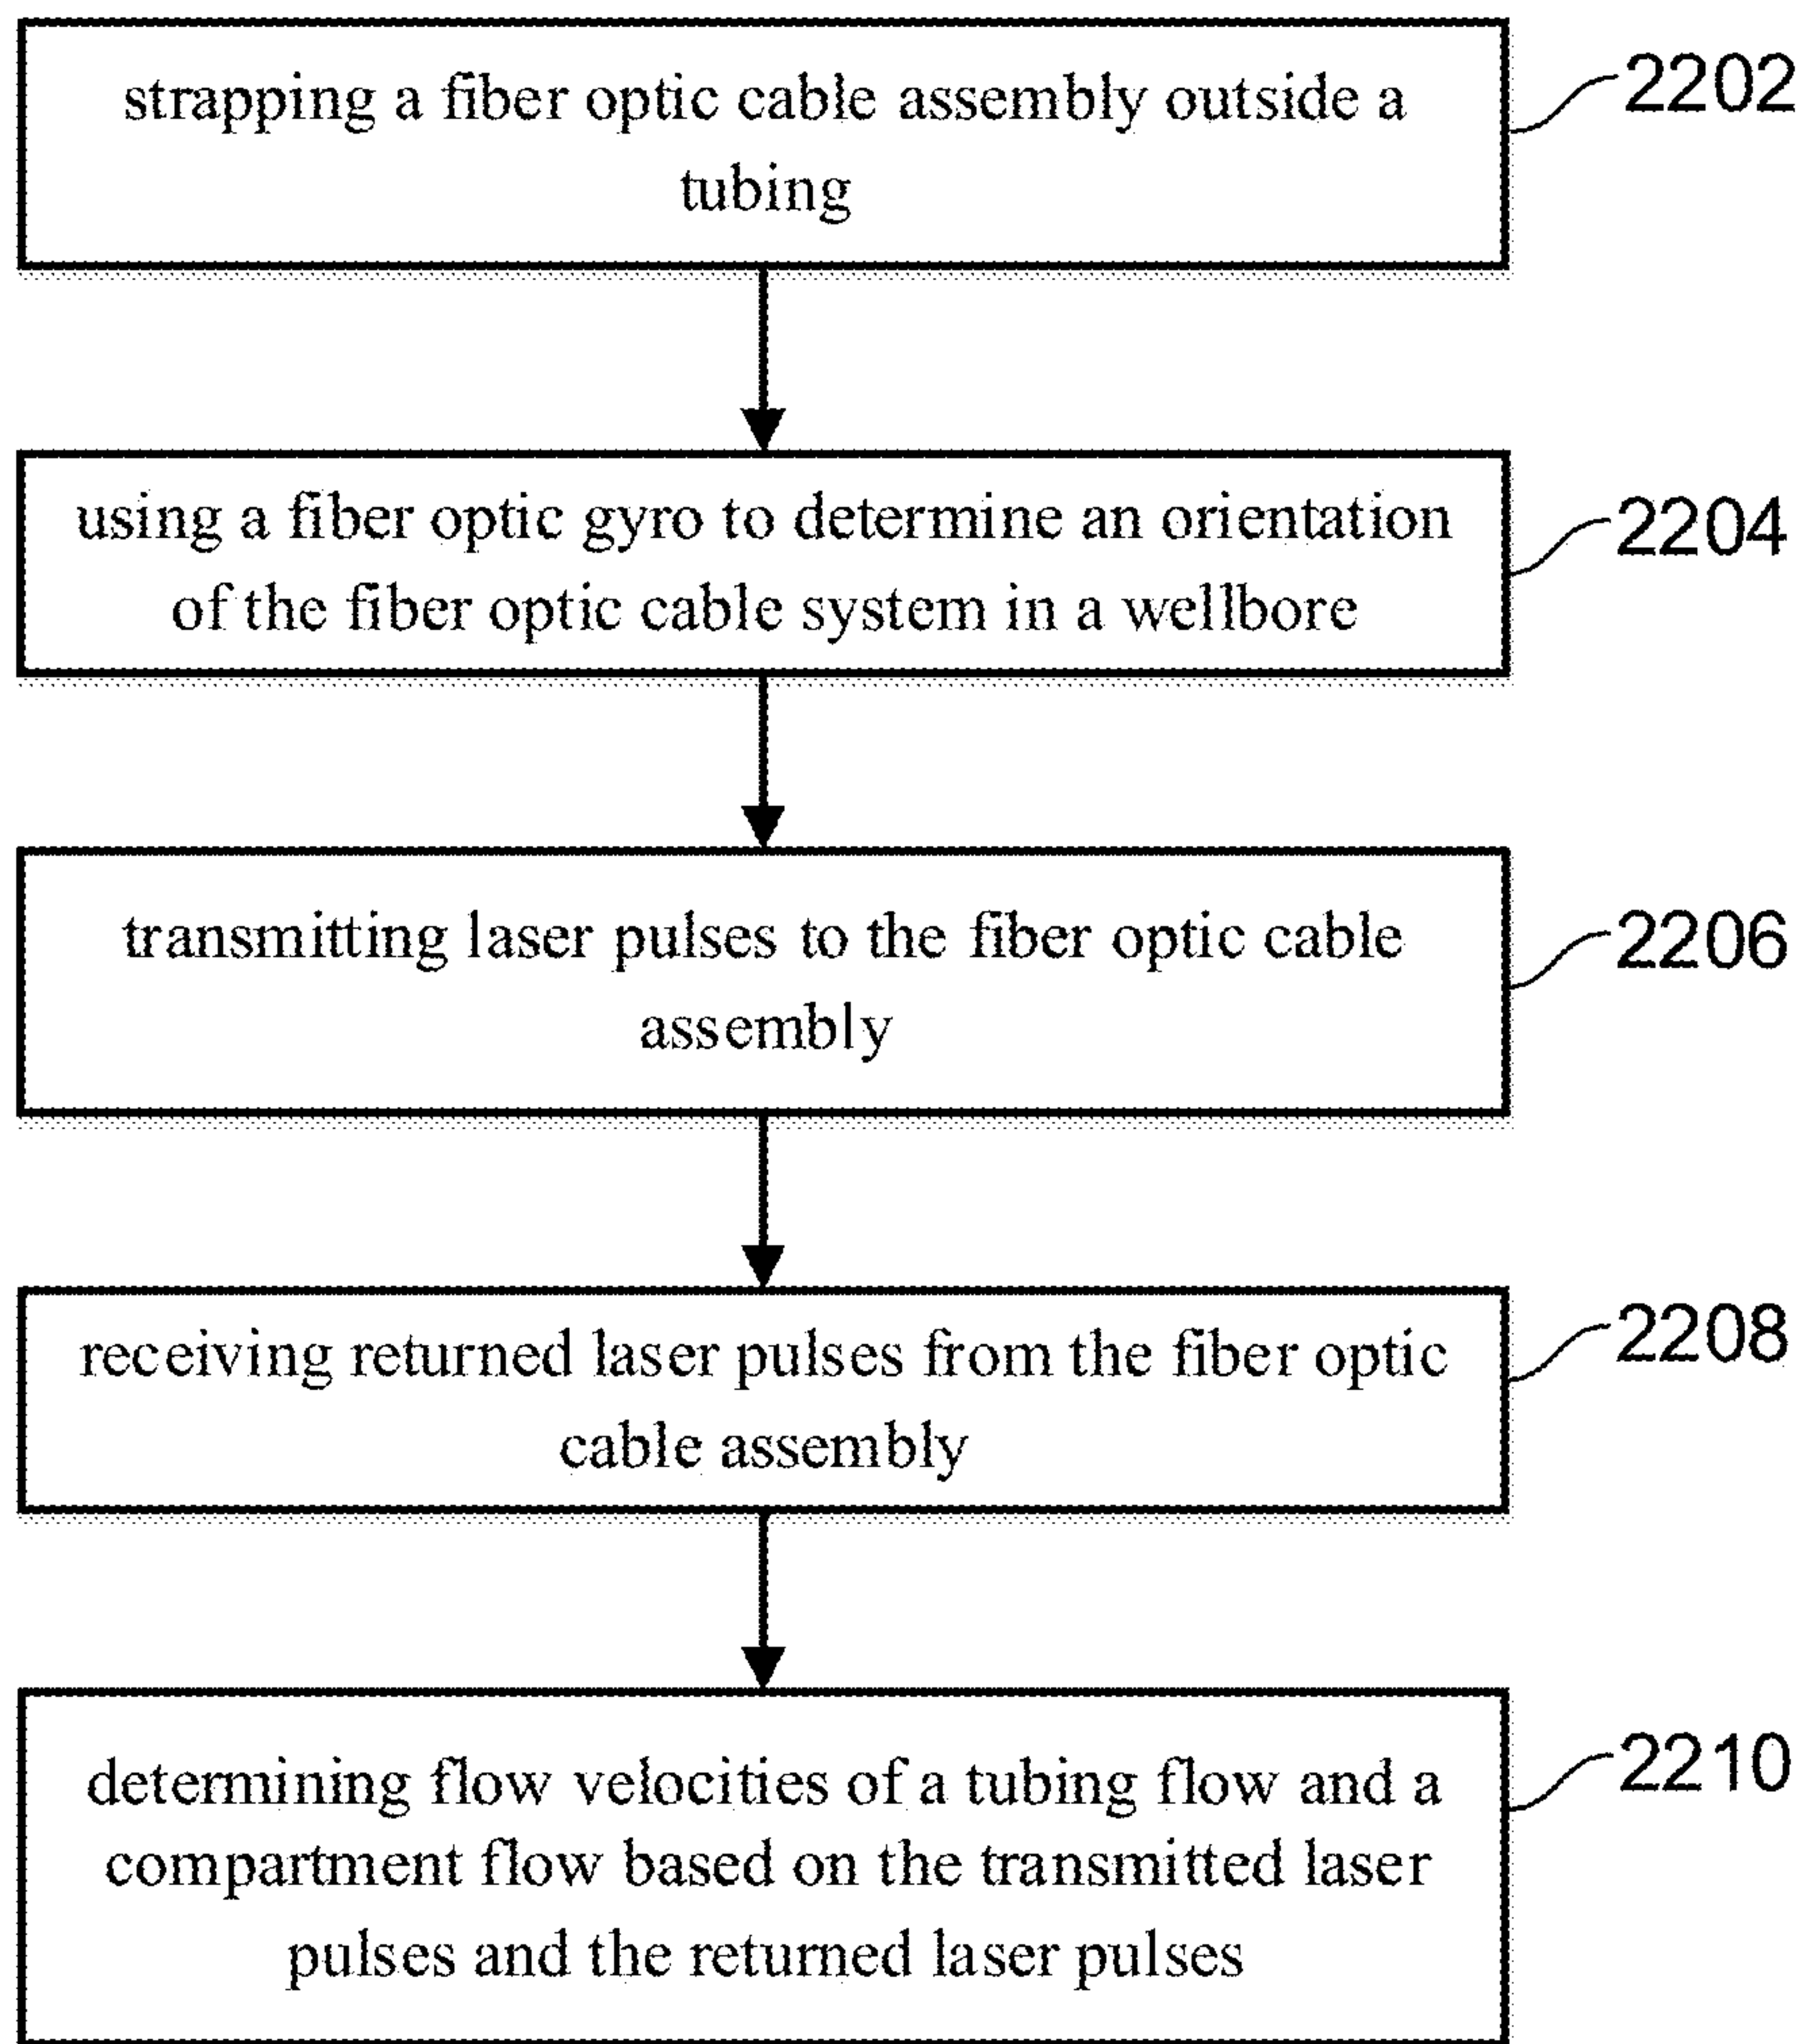 strapping a fiber optic cable assembly outside a
tubing
2202
using a fiber optic gyro to determine an orientation
of the fiber optic cable system in a wellbore
2204
transmitting laser pulses to the fiber optic cable
assembly
2206
receiving returned laser pulses from the fiber optic
cable assembly
2208
determining flow velocities of a tubing flow and a
compartment flow based on the transmitted laser
pulses and the returned laser pulses
2210